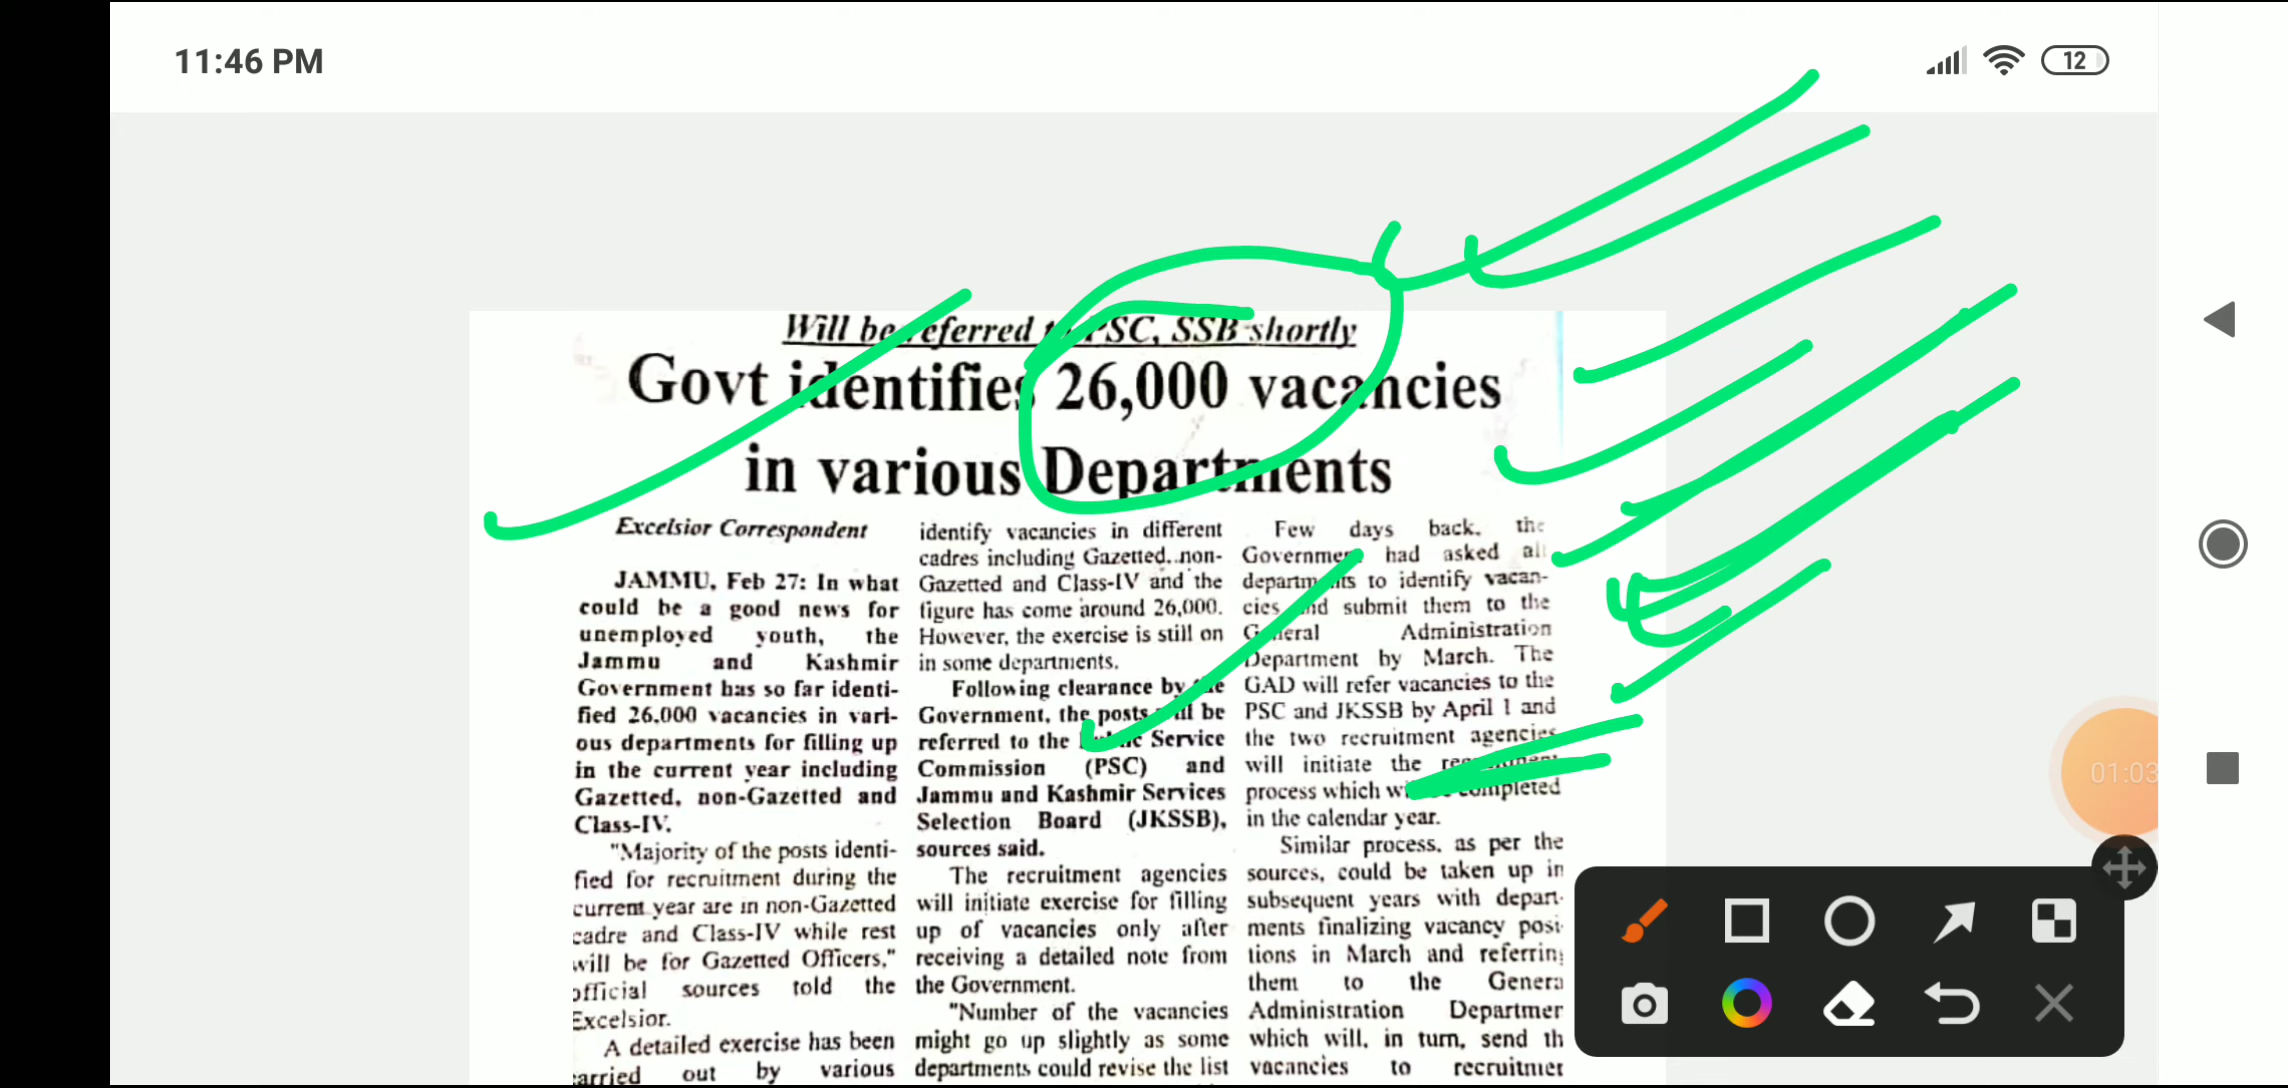 11:46 PM
12
Will be referred PSC, SSB shortly
Govt identifies 26,000 vacancies
in various Departments
Excelsior Correspondent
JAMMU, Feb 27: In what
could be a good news for
unemployed youth, the
Jammu and Kashmir
Government has so far identi-
fied 26,000 vacancies in vari-
ous departments for filling up
in the current year including
Gazetted, non-Gazetted and
Class-IV.
"Majority of the posts identi-
fied for recruitment during the
current year are in non-Gazetted
cadre and Class-IV while rest
will be for Gazetted Officers,"
official sources told the
Excelsior.
A detailed exercise has been
carried out by various
identify vacancies in different
cadres including Gazetted, non-
Gazetted and Class-IV and the
figure has come around 26,000.
However, the exercise is still on
in some departments.
Following clearance by the
Government, the posts will be
referred to the Public Service
Commission (PSC) and
Jammu and Kashmir Services
Selection Board (JKSSB),
sources said.
The recruitment agencies
will initiate exercise for filling
up of vacancies only after
receiving a detailed note from
the Government.
"Number of the vacancies
might go up slightly as some
departments could revise the list
Few days back, the
Government had asked all
departments to identify vacan-
cies and submit them to the
General Administration
Department by March. The
GAD will refer vacancies to the
PSC and JKSSB by April 1 and
the two recruitment agencies
will initiate the
process which completed
in the calendar year.
Similar process, as per the
sources, could be taken up in
subsequent years with depart-
ments finalizing vacancy posi-
tions in March and referrin
them to the Genera
Administration Departmer
which will, in turn, send th
vacancies to recruitmer
01:03